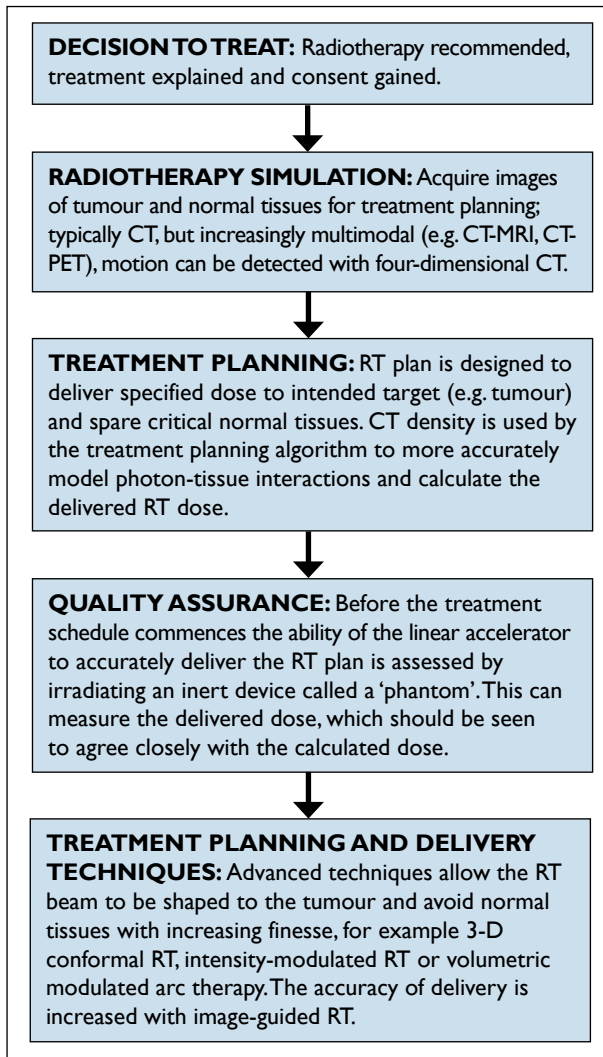 DECISION TO TREAT: Radiotherapy recommended,
treatment explained and consent gained.
RADIOTHERAPY SIMULATION: Acquire images
of tumour and normal tissues for treatment planning;
typically CT, but increasingly multimodal (e.g. CT-MRI, CT-
PET), motion can be detected with four-dimensional CT.
TREATMENT PLANNING: RT plan is designed to
deliver specified dose to intended target (e.g. tumour)
and spare critical normal tissues. CT density is used by
the treatment planning algorithm to more accurately
model photon-tissue interactions and calculate the
delivered RT dose.
QUALITY ASSURANCE: Before the treatment
schedule commences the ability of the linear accelerator
to accurately deliver the RT plan is assessed by
irradiating an inert device called a ‘phantom’. This can
measure the delivered dose, which should be seen
to agree closely with the calculated dose.
TREATMENT PLANNING AND DELIVERY
TECHNIQUES: Advanced techniques allow the RT
beam to be shaped to the tumour and avoid normal
tissues with increasing finesse, for example 3-D
conformal RT, intensity-modulated RT or volumetric
modulated arc therapy. The accuracy of delivery is
increased with image-guided RT.